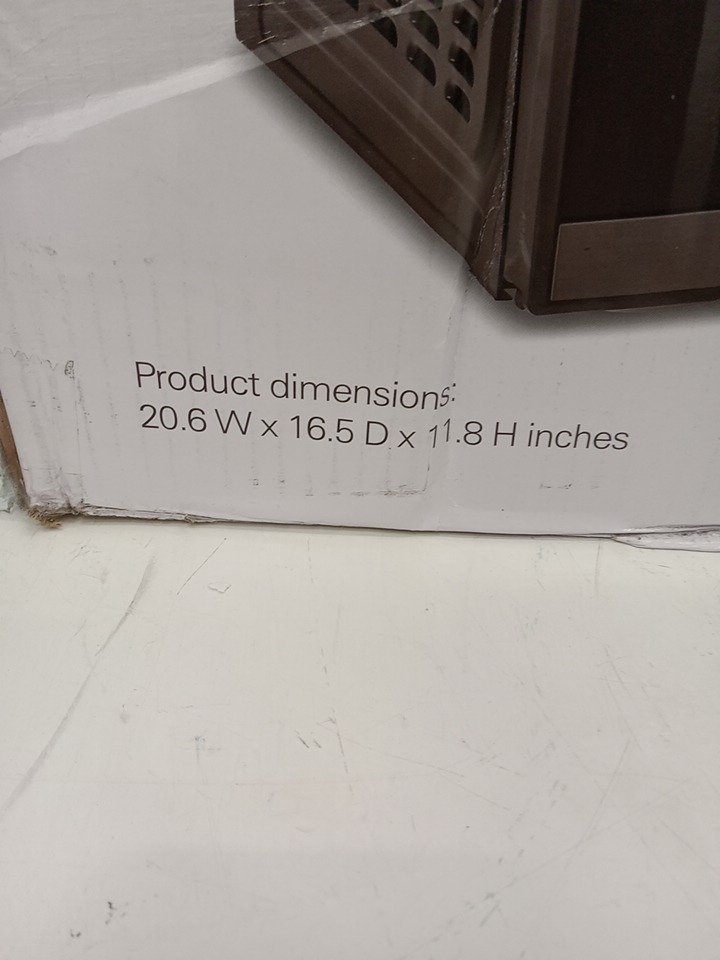 Product dimensions:
20.6 W x 16.5 D x 11.8 H inches